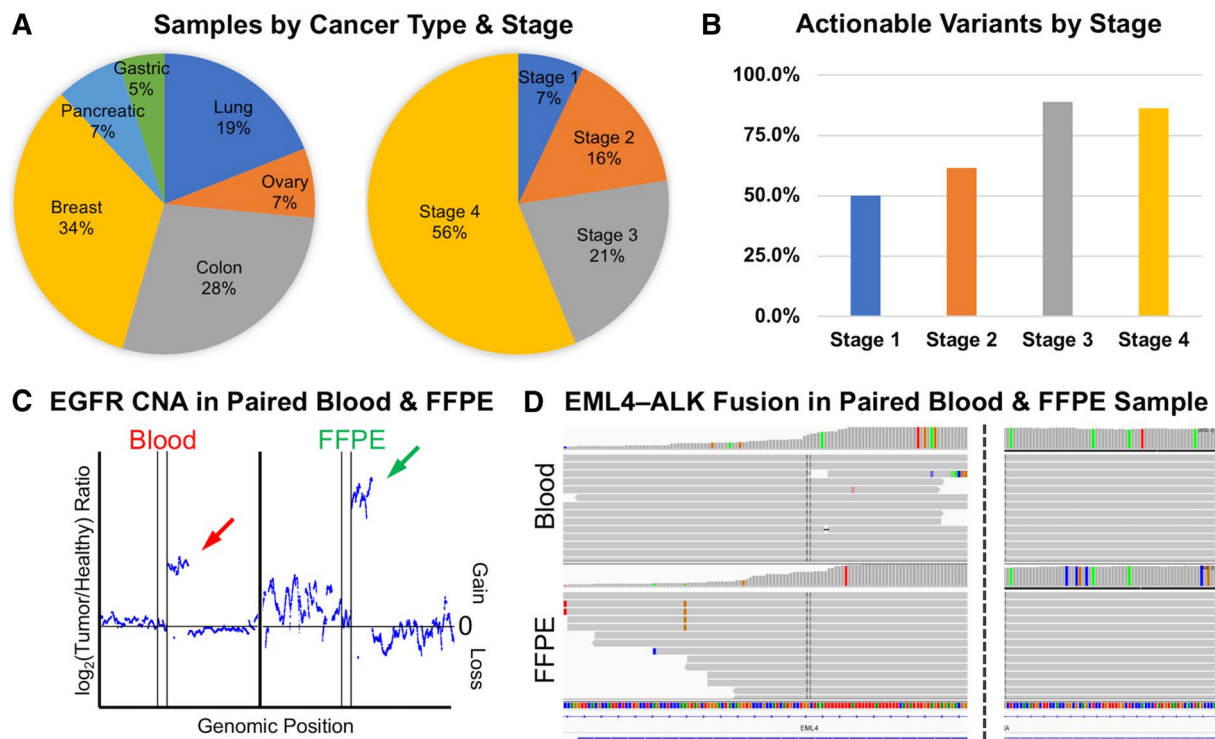 A Samples by Cancer Type & Stage
Gastric
5%
Pancreatic
7%
Lung
19%
Ovary
7%
Breast
34%
Colon
28%
Stage 1
7%
Stage 2
16%
Stage 4
56%
Stage 3
21%
B Actionable Variants by Stage
100.0%
75.0%
50.0%
25.0%
0.0%
Stage 1 Stage 2 Stage 3 Stage 4
C EGFR CNA in Paired Blood & FFPE
Blood FFPE
log2(Tumor/Healthy) Ratio
Gain
0
Loss
Genomic Position
D EML4–ALK Fusion in Paired Blood & FFPE Sample
Blood
FFPE
EML4